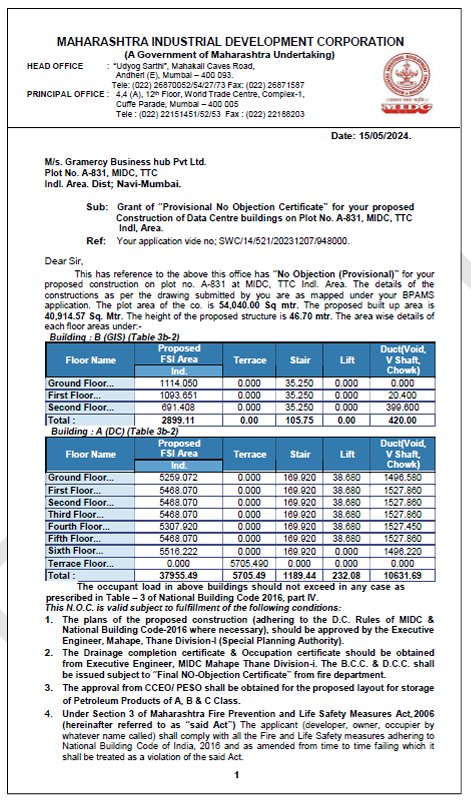 MAHARASHTRA INDUSTRIAL DEVELOPMENT CORPORATION
(A Government of Maharashtra Undertaking)
HEAD OFFICE : "Udyog Sarthi", Mahakali Caves Road,
Andheri (E), Mumbai – 400 093.
Tele: (022) 26870052/54/27/73 Fax: (022) 26871587
PRINCIPAL OFFICE : 4,4 (A), 12th Floor, World Trade Centre, Complex-1,
Cuffe Parade, Mumbai – 400 005
Tele : (022) 22151451/52/53 Fax: (022) 22188203
Date: 15/05/2024.
M/s. Gramercy Business hub Pvt Ltd.
Plot No. A-831, MIDC, TTC
Indl. Area. Dist; Navi-Mumbai.
Sub: Grant of "Provisional No Objection Certificate" for your proposed
Construction of Data Centre buildings on Plot No. A-831, MIDC, TTC
Indl, Area.
Ref: Your application vide no; SWC/14/521/20231207/948000.
Dear Sir,
This has reference to the above this office has "No Objection (Provisional)" for your
proposed construction on plot no. A-831 at MIDC, TTC Indl. Area. The details of the
constructions as per the drawing submitted by you are as mapped under your BPAMS
application. The plot area of the co. is 54,040.00 Sq mtr. The proposed built up area is
40,914.57 Sq. Mtr. The height of the proposed structure is 46.70 mtr. The area wise details of
each floor areas under:-
Building : B (GIS) (Table 3b-2)
Floor Name Proposed FSI Area Ind. Terrace Stair Lift Duct(Void, V Shaft, Chowk)
Ground Floor... 1114.050 0.000 35.250 0.000 0.000
First Floor... 1093.651 0.000 35.250 0.000 20.400
Second Floor... 691.408 0.000 35.250 0.000 399.600
Total : 2899.11 0.00 105.75 0.00 420.00
Building : A (DC) (Table 3b-2)
Floor Name Proposed FSI Area Ind. Terrace Stair Lift Duct(Void, V Shaft, Chowk)
Ground Floor... 5259.072 0.000 169.920 38.680 1496.580
First Floor... 5468.070 0.000 169.920 38.680 1527.860
Second Floor... 5468.070 0.000 169.920 38.680 1527.860
Third Floor... 5468.070 0.000 169.920 38.680 1527.860
Fourth Floor... 5307.920 0.000 169.920 38.680 1527.450
Fifth Floor... 5468.070 0.000 169.920 38.680 1527.860
Sixth Floor... 5516.222 0.000 169.920 0.000 1496.220
Terrace Floor... 0.000 5705.490 0.000 0.000 0.000
Total : 37955.49 5705.49 1189.44 232.08 10631.69
The occupant load in above buildings should not exceed in any case as
prescribed in Table – 3 of National Building Code 2016, part IV.
This N.O.C. is valid subject to fulfillment of the following conditions:
1. The plans of the proposed construction (adhering to the D.C. Rules of MIDC &
National Building Code-2016 where necessary), should be approved by the Executive
Engineer, Mahape, Thane Division-I (Special Planning Authority).
2. The Drainage completion certificate & Occupation certificate should be obtained
from Executive Engineer, MIDC Mahape Thane Division-i. The B.C.C. & D.C.C. shall
be issued subject to "Final NO-Objection Certificate" from fire department.
3. The approval from CCEO/ PESO shall be obtained for the proposed layout for storage
of Petroleum Products of A, B & C Class.
4. Under Section 3 of Maharashtra Fire Prevention and Life Safety Measures Act,2006
(hereinafter referred to as "said Act") The applicant (developer, owner, occupier by
whatever name called) shall comply with all the Fire and Life Safety measures adhering to
National Building Code of India, 2016 and as amended from time to time failing which it
shall be treated as a violation of the said Act.
1